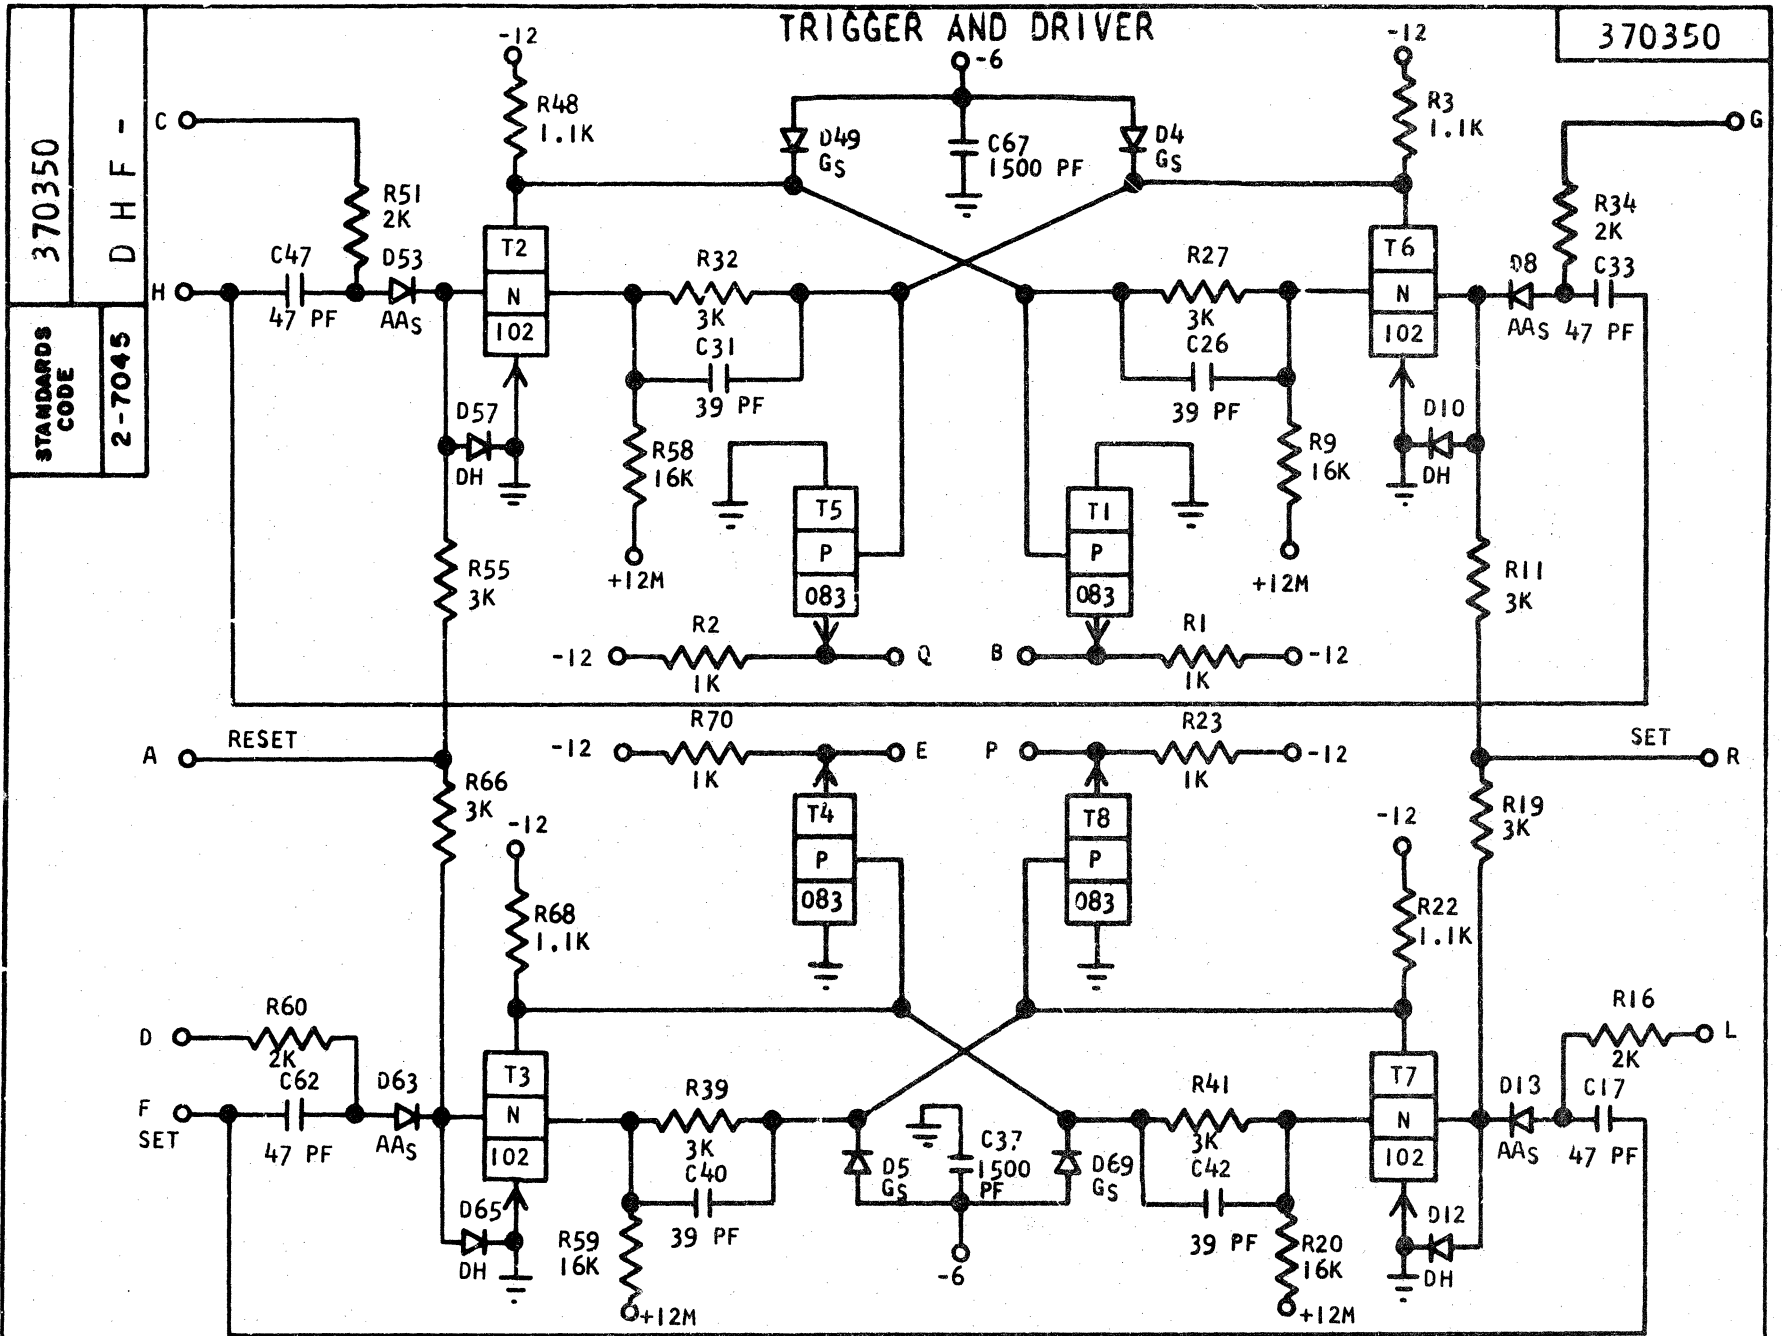 TRIGGER AND DRIVER
370350
370350
DHF-
STANDARDS
CODE
2-7045
-12
-6
-12
C
R48
1.1K
D49
GS
C67
1500 PF
D4
GS
R3
1.1K
G
R51
2K
R34
2K
H
C47
47 PF
D53
AAS
T2
N
102
R32
3K
C31
39 PF
R27
3K
C26
39 PF
T6
N
102
D8
AAS
C33
47 PF
D57
DH
R58
16K
+12M
T5
P
083
T1
P
083
R9
16K
+12M
D10
DH
R55
3K
R11
3K
-12
R2
1K
Q
B
R1
1K
-12
A
RESET
-12
R70
1K
E
P
R23
1K
-12
SET
R
R66
3K
T4
P
083
T8
P
083
R19
3K
-12
R68
1.1K
-12
R22
1.1K
D
R60
2K
R16
2K
L
F
SET
C62
47 PF
D63
AAS
T3
N
102
R39
3K
C40
39 PF
D5
GS
C37
1500
PF
D69
GS
R41
3K
C42
39 PF
T7
N
102
D13
AAS
C17
47 PF
D65
DH
R59
16K
+12M
-6
R20
16K
+12M
D12
DH